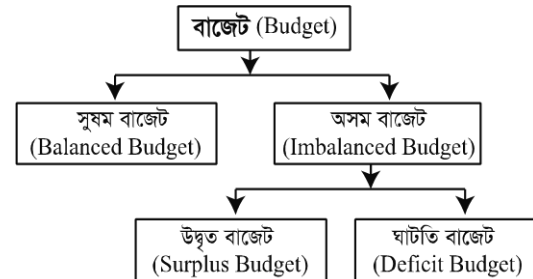 বাজেট (Budget)
সুষম বাজেট
(Balanced Budget)
অসম বাজেট
(Imbalanced Budget)
উদ্বৃত বাজেট
(Surplus Budget)
ঘাটতি বাজেট
(Deficit Budget)